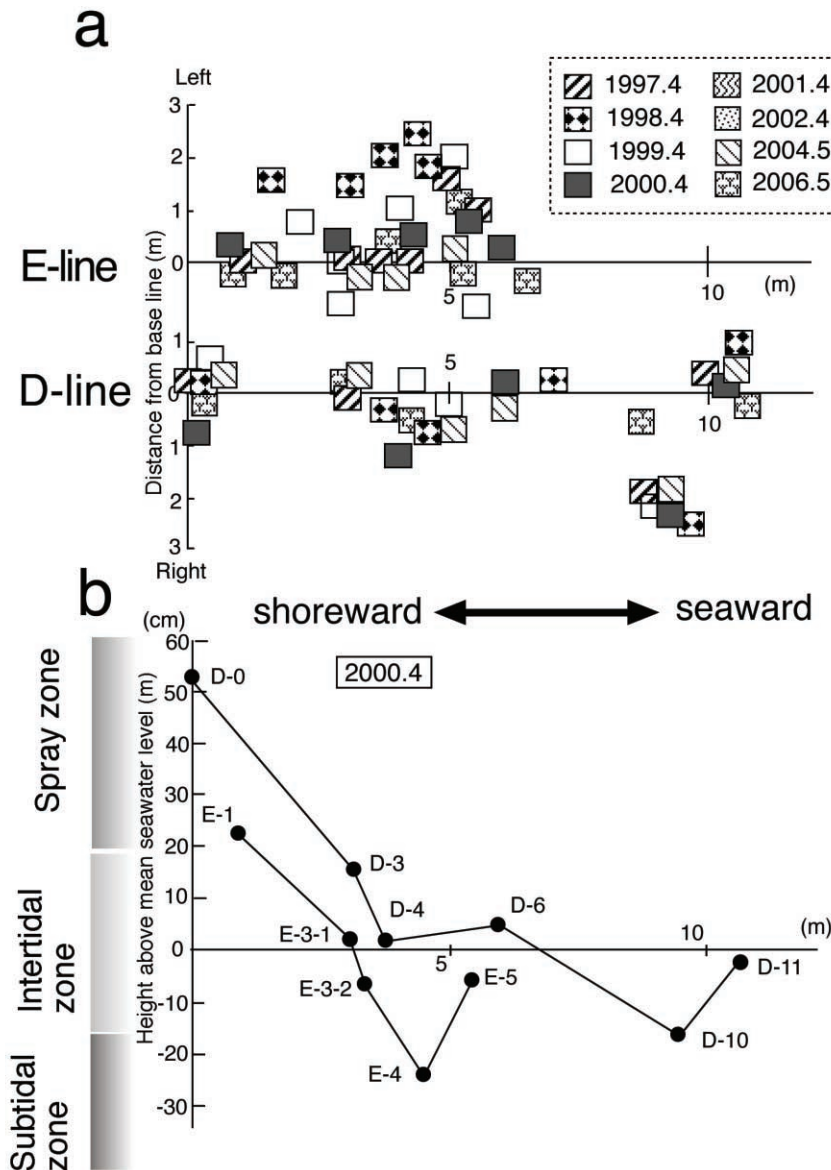 a
Left
1997.4 2001.4
1998.4 2002.4
1999.4 2004.5
2000.4 2006.5
3
2
1
0
E-line
5
10
(m)
Distance from base line (m)
1
0
D-line
5
10
1
2
3
Right
b
shoreward
seaward
(cm)
2000.4
60
50
40
30
20
10
0
-10
-20
-30
Height above mean seawater level (m)
Spray zone
Intertidal
zone
Subtidal
zone
D-0
E-1
D-3
D-4
D-6
E-3-1
E-3-2
E-4
E-5
D-10
D-11
5
10
(m)